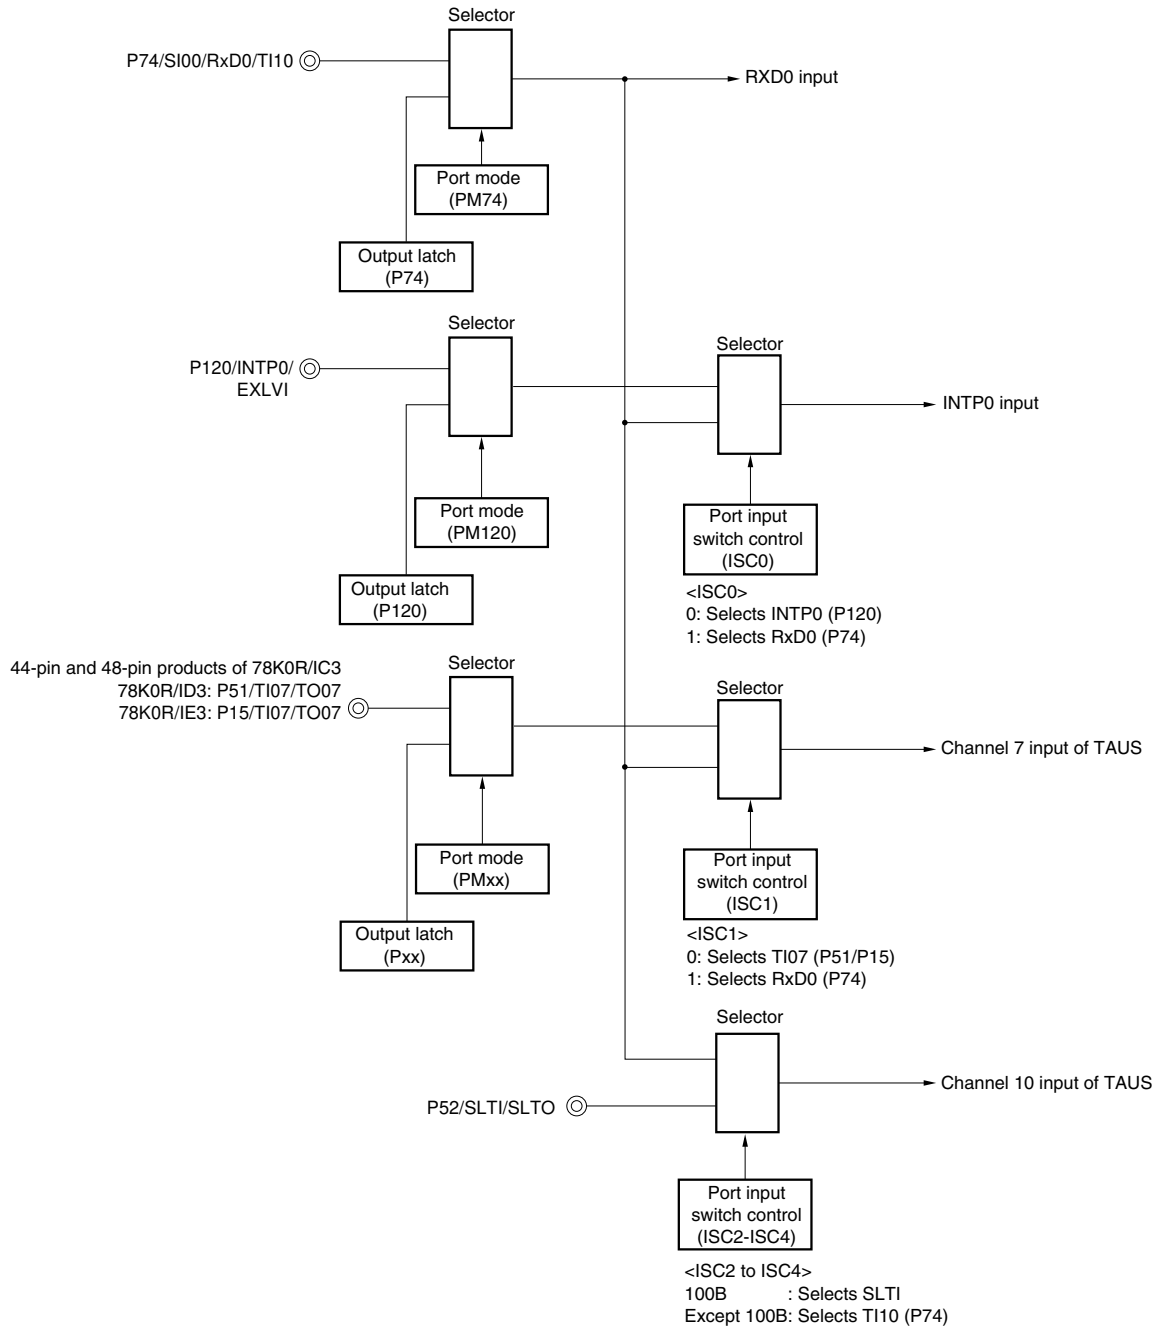 Selector
P74/SI00/RxD0/TI10
RXD0 input
Port mode
(PM74)
Output latch
(P74)
Selector
P120/INTP0/
EXLVI
Selector
INTP0 input
Port mode
(PM120)
Port input
switch control
(ISC0)
Output latch
(P120)
<ISC0>
0: Selects INTP0 (P120)
1: Selects RxD0 (P74)
44-pin and 48-pin products of 78K0R/IC3
78K0R/ID3: P51/TI07/TO07
78K0R/IE3: P15/TI07/TO07
Selector
Selector
Channel 7 input of TAUS
Port mode
(PMxx)
Port input
switch control
(ISC1)
Output latch
(Pxx)
<ISC1>
0: Selects TI07 (P51/P15)
1: Selects RxD0 (P74)
Selector
Channel 10 input of TAUS
P52/SLTI/SLTO
Port input
switch control
(ISC2-ISC4)
<ISC2 to ISC4>
100B : Selects SLTI
Except 100B: Selects TI10 (P74)